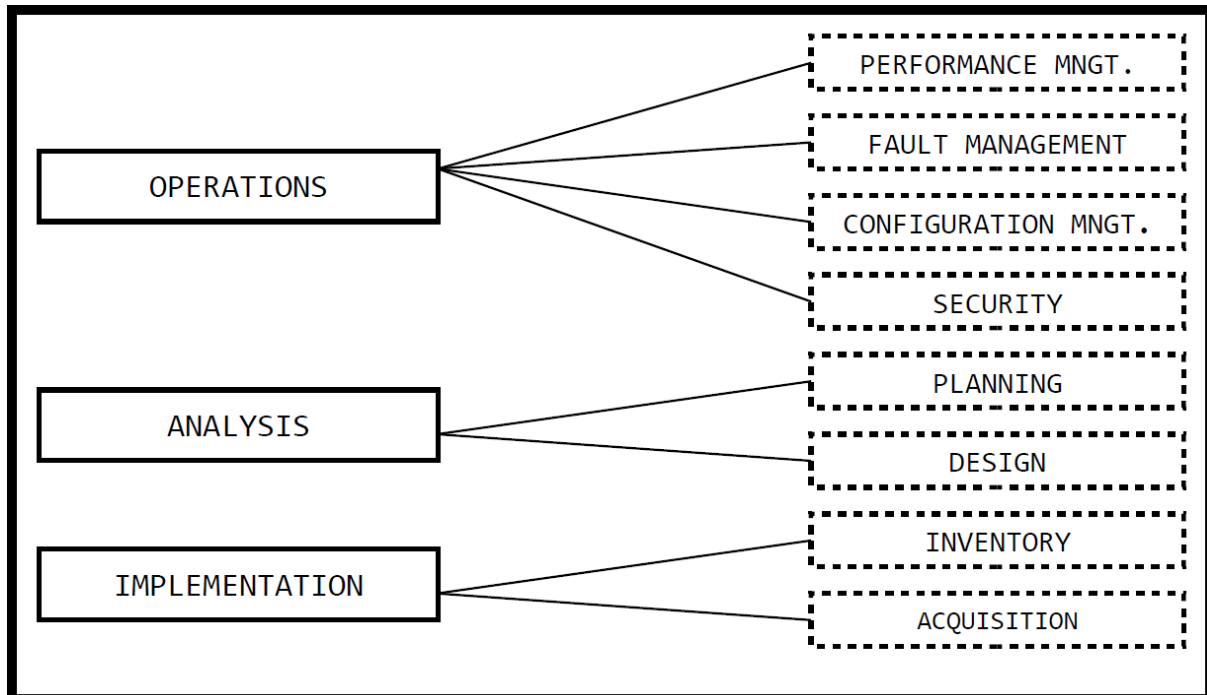 PERFORMANCE MNGT.
FAULT MANAGEMENT
OPERATIONS
CONFIGURATION MNGT.
SECURITY
PLANNING
ANALYSIS
DESIGN
INVENTORY
IMPLEMENTATION
ACQUISITION